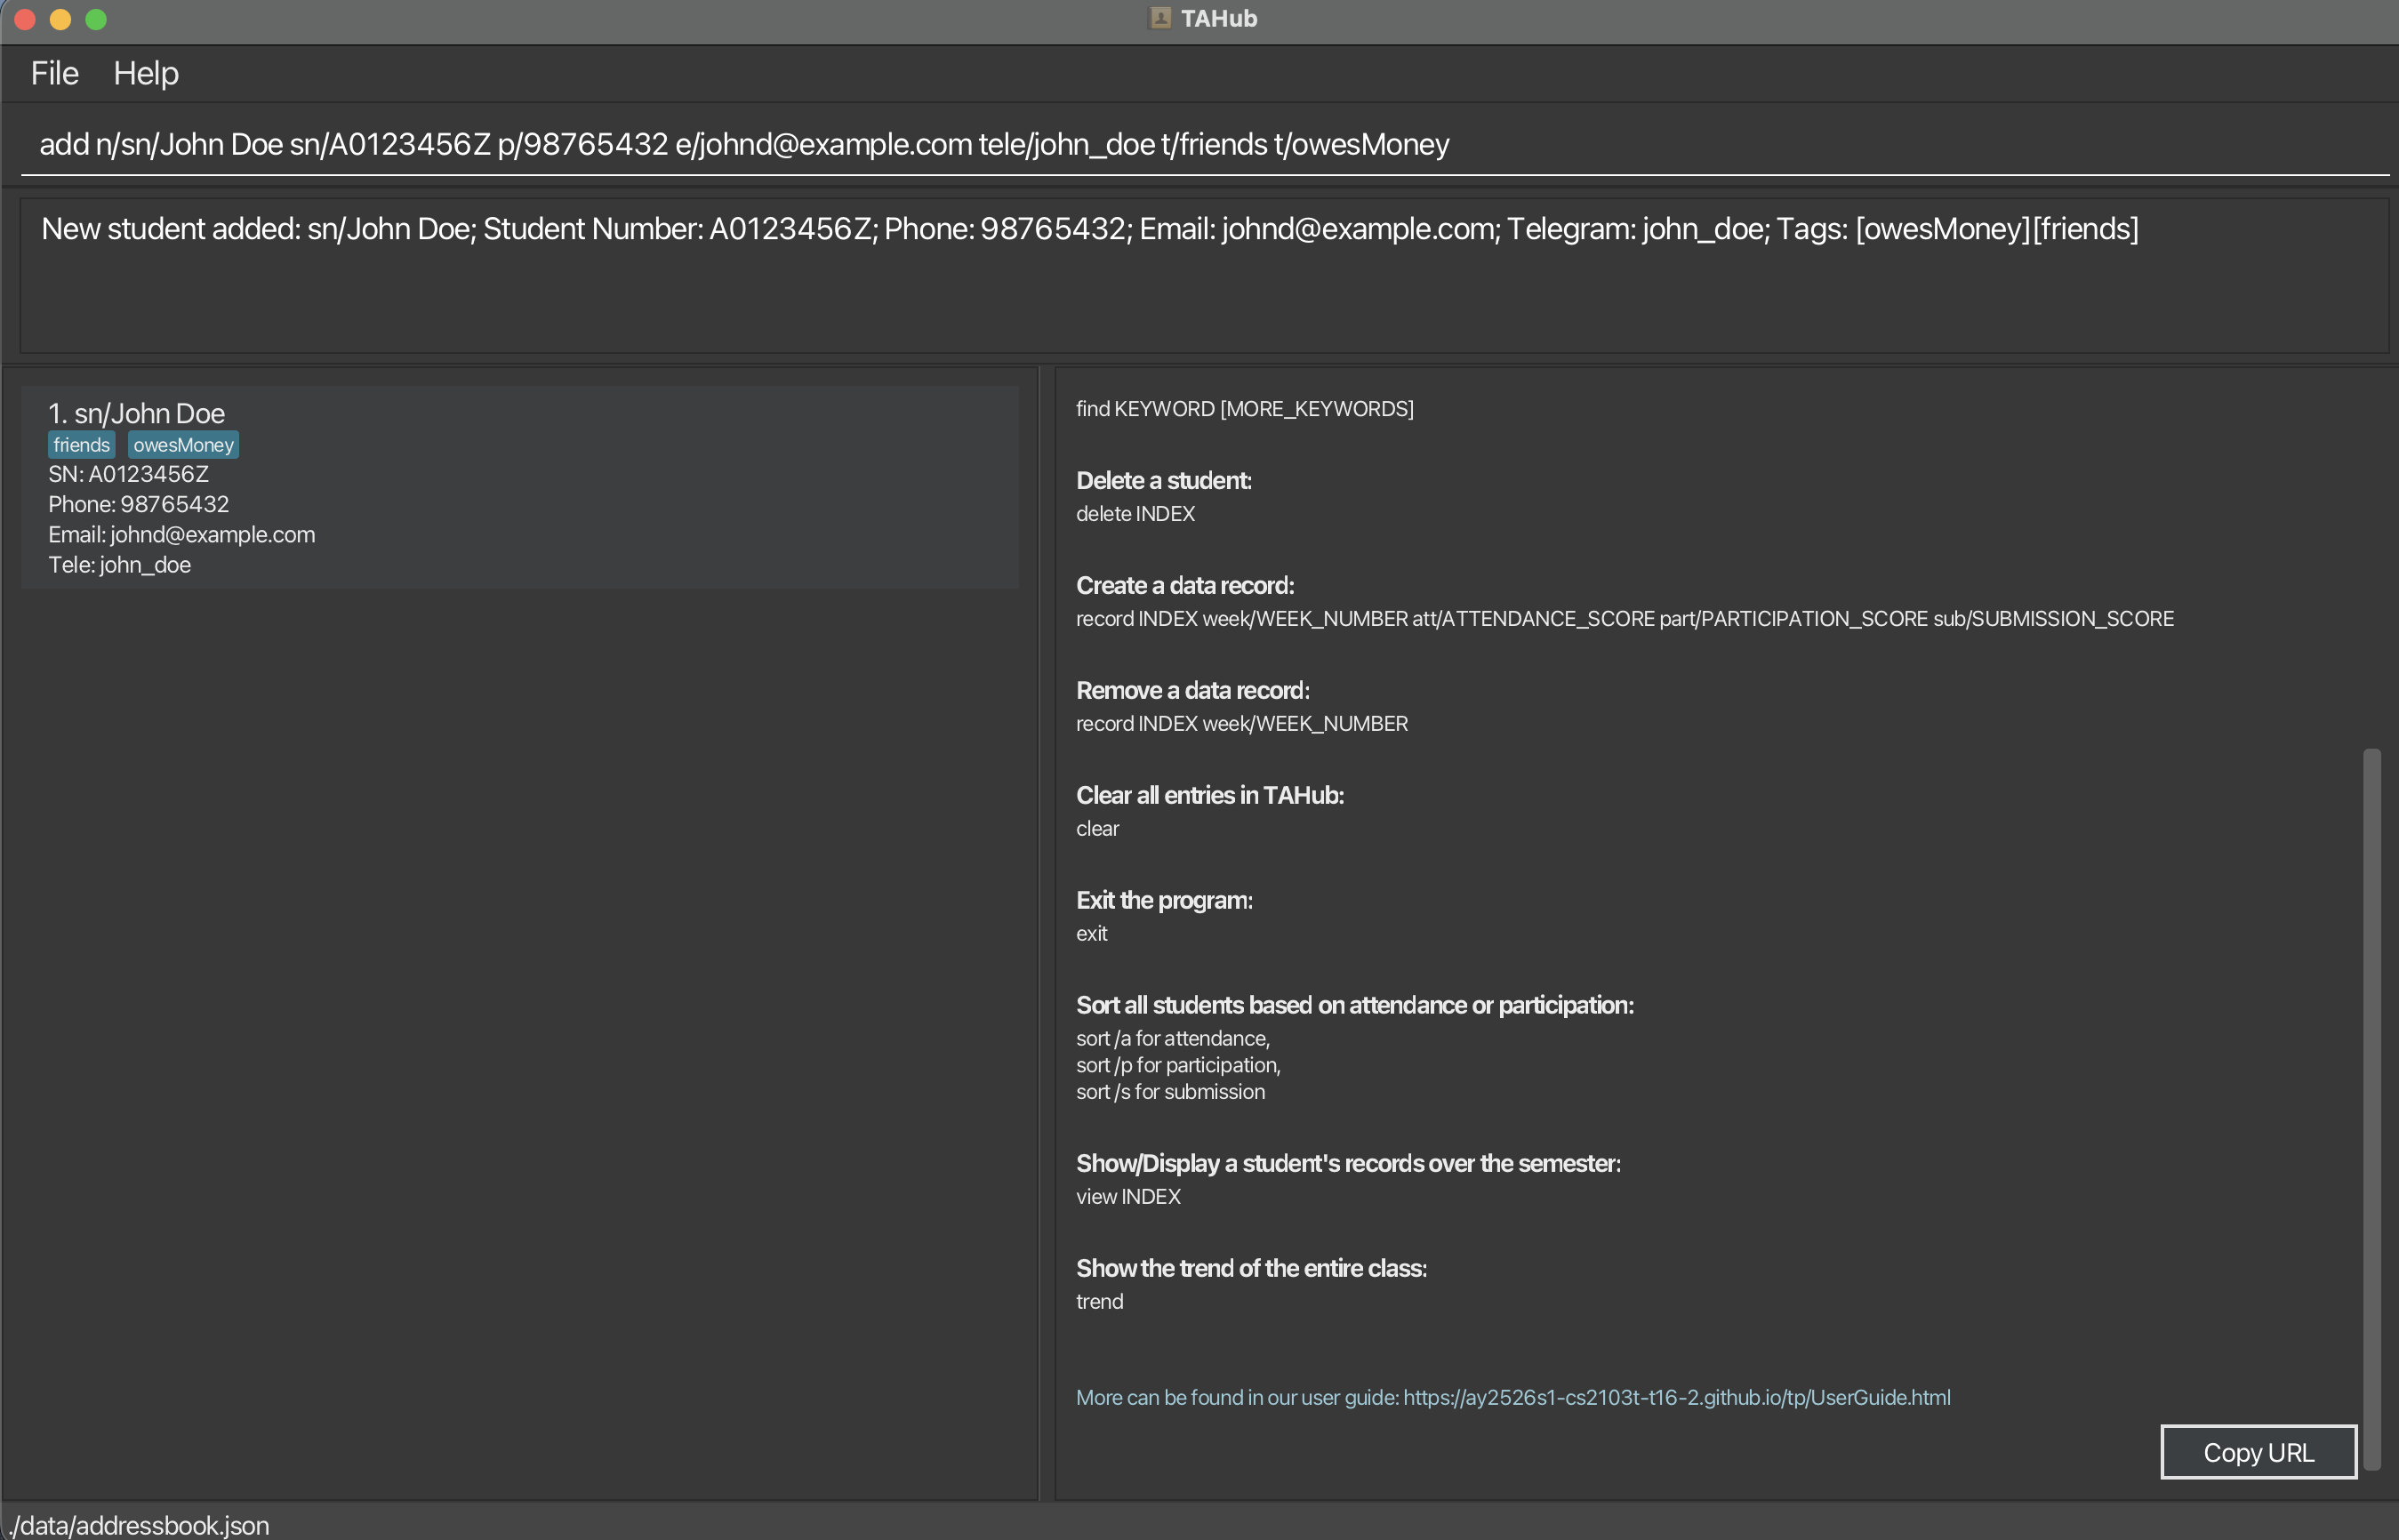 TAHub
File Help
add n/sn/John Doe sn/A0123456Z p/98765432 e/johnd@example.com tele/john_doe t/friends t/owesMoney
New student added: sn/John Doe; Student Number: A0123456Z; Phone: 98765432; Email: johnd@example.com; Telegram: john_doe; Tags: [owesMoney][friends]
1. sn/John Doe
friends owesMoney
SN: A0123456Z
Phone: 98765432
Email: johnd@example.com
Tele: john_doe
find KEYWORD [MORE_KEYWORDS]
Delete a student:
delete INDEX
Create a data record:
record INDEX week/WEEK_NUMBER att/ATTENDANCE_SCORE part/PARTICIPATION_SCORE sub/SUBMISSION_SCORE
Remove a data record:
record INDEX week/WEEK_NUMBER
Clear all entries in TAHub:
clear
Exit the program:
exit
Sort all students based on attendance or participation:
sort /a for attendance,
sort /p for participation,
sort /s for submission
Show/Display a student's records over the semester:
view INDEX
Show the trend of the entire class:
trend
More can be found in our user guide: https://ay2526s1-cs2103t-t16-2.github.io/tp/UserGuide.html
Copy URL
./data/addressbook.json